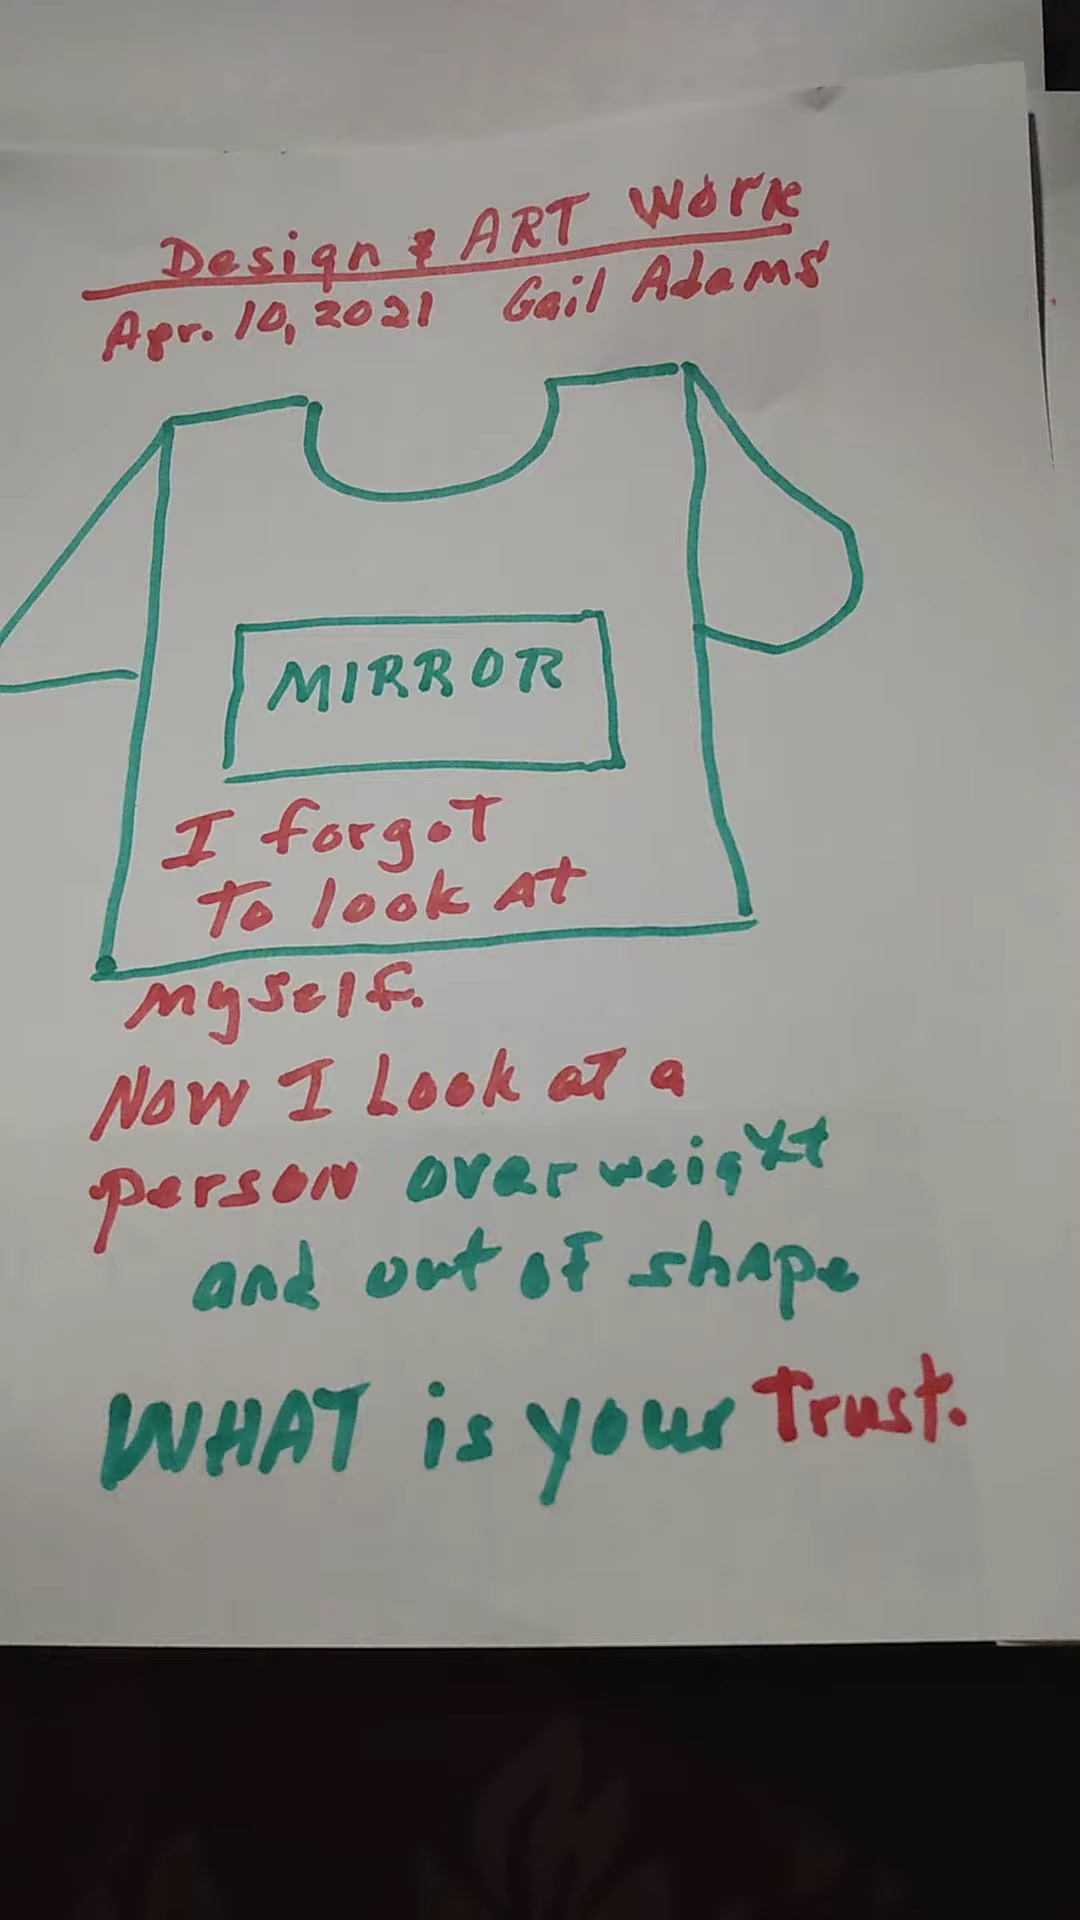 Design & ART Work
Apr. 10, 2021 Gail Adams
MIRROR
I forgot
To look At
myself.
Now I Look at a
person overweight
and out of shape
WHAT is your Trust.